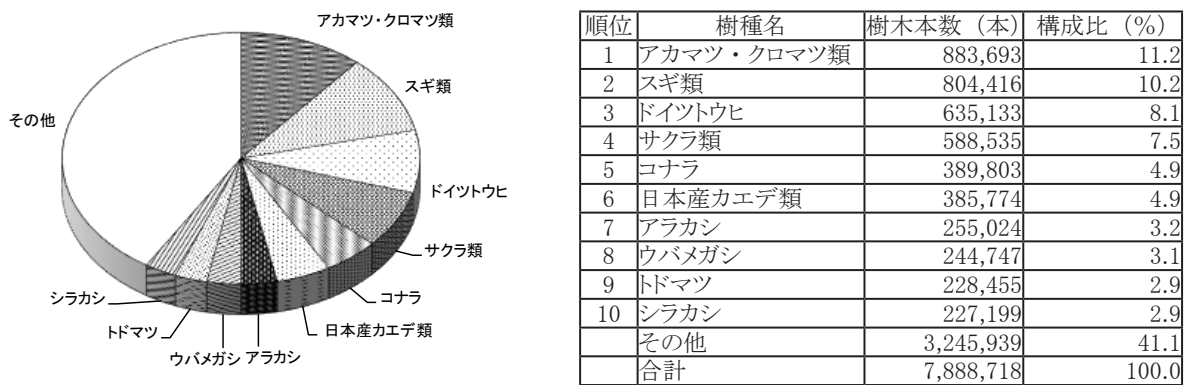 アカマツ・クロマツ類
スギ類
ドイツトウヒ
サクラ類
コナラ
日本産カエデ類
アラカシ
ウバメガシ
トドマツ
シラカシ
その他
順位 樹種名 樹木本数（本） 構成比（%）
1 アカマツ・クロマツ類 883,693 11.2
2 スギ類 804,416 10.2
3 ドイツトウヒ 635,133 8.1
4 サクラ類 588,535 7.5
5 コナラ 389,803 4.9
6 日本産カエデ類 385,774 4.9
7 アラカシ 255,024 3.2
8 ウバメガシ 244,747 3.1
9 トドマツ 228,455 2.9
10 シラカシ 227,199 2.9
その他 3,245,939 41.1
合計 7,888,718 100.0